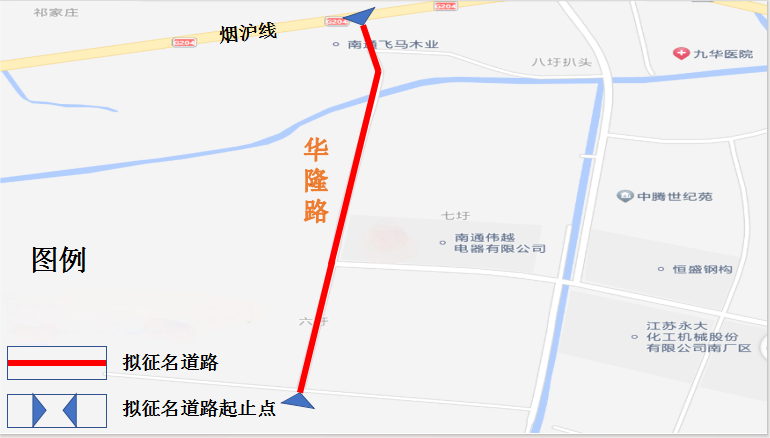 祁家庄
烟沪线
S204
S204
S204
南通飞马木业
八圩扒头
九华医院
华
隆
路
中腾世纪苑
七圩
南通伟越
电器有限公司
恒盛钢构
图例
六圩
江苏永大
化工机械股份
有限公司南厂区
拟征名道路
拟征名道路起止点